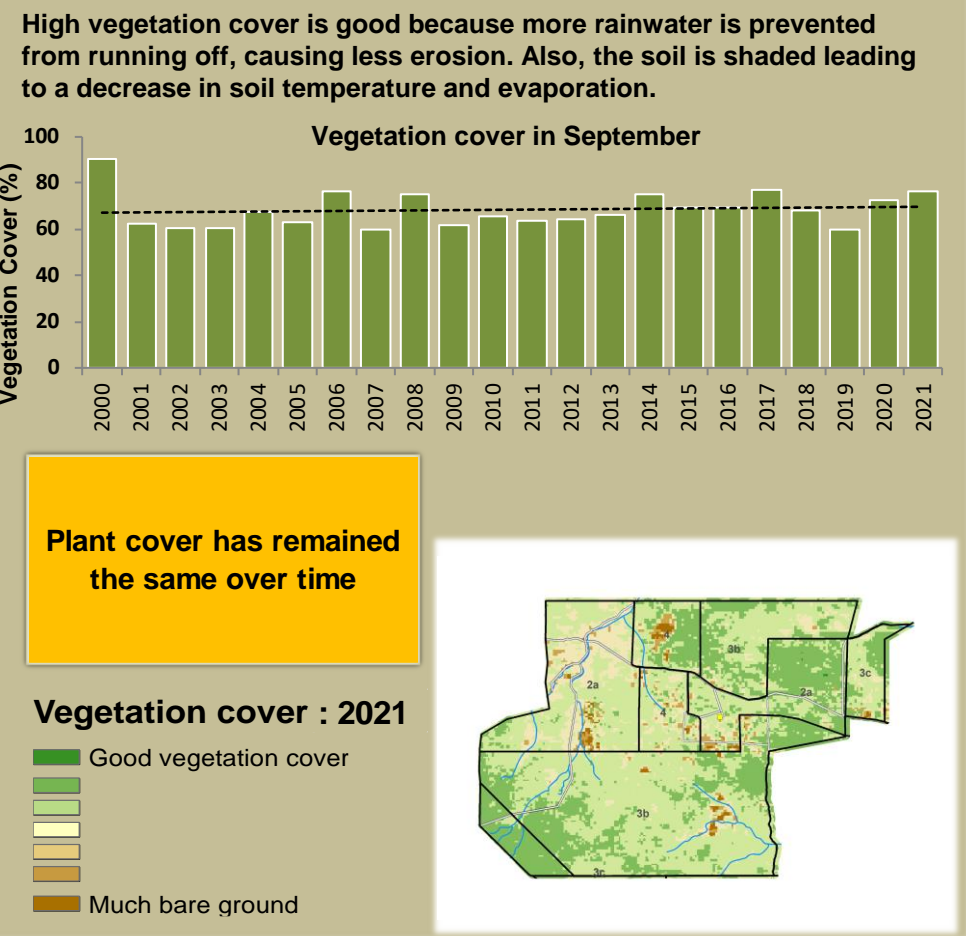 High vegetation cover is good because more rainwater is prevented
from running off, causing less erosion. Also, the soil is shaded leading
to a decrease in soil temperature and evaporation.
Vegetation cover in September
Vegetation Cover (%)
100
80
60
40
20
0
2000 2001 2002 2003 2004 2005 2006 2007 2008 2009 2010 2011 2012 2013 2014 2015 2016 2017 2018 2019 2020 2021
Plant cover has remained
the same over time
4
3b
3c
2a
2a
4
3b
3c
Vegetation cover : 2021
Good vegetation cover
Much bare ground